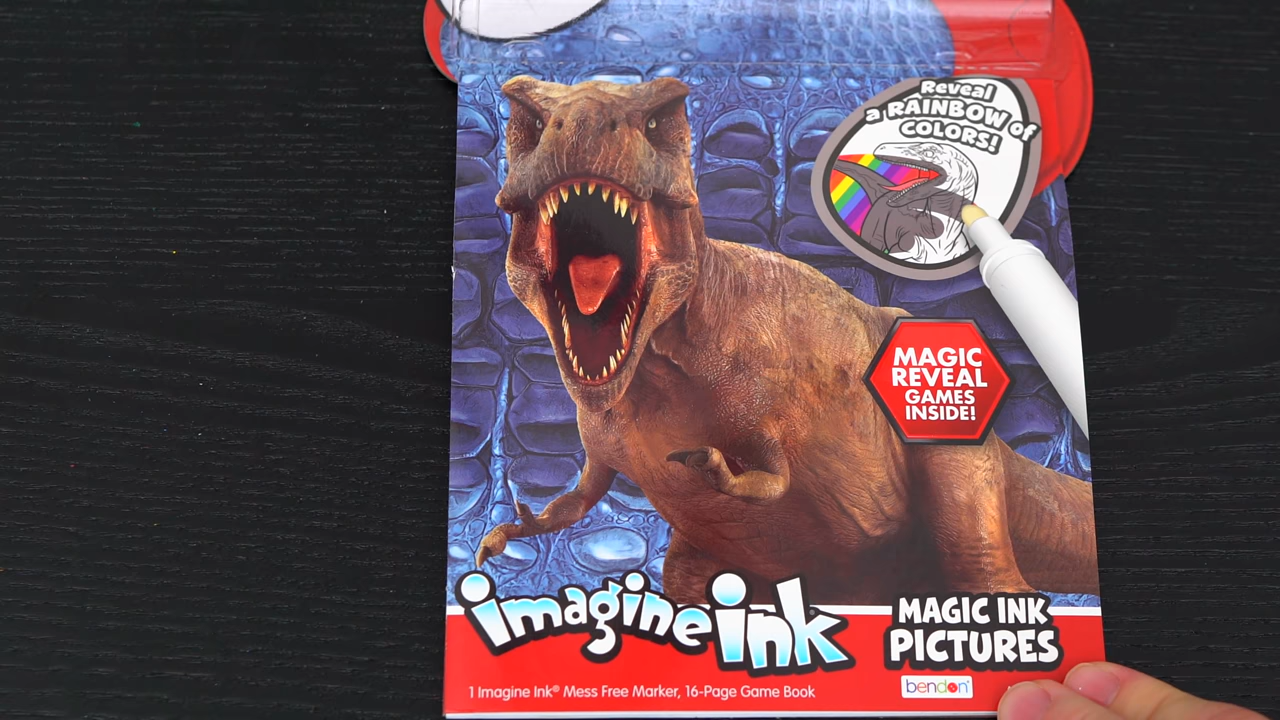 Reveal
a RAINBOW of
COLORS!
MAGIC
REVEAL
GAMES
INSIDE!
imagine ink
MAGIC INK
PICTURES
bendon®
1 Imagine Ink® Mess Free Marker, 16-Page Game Book